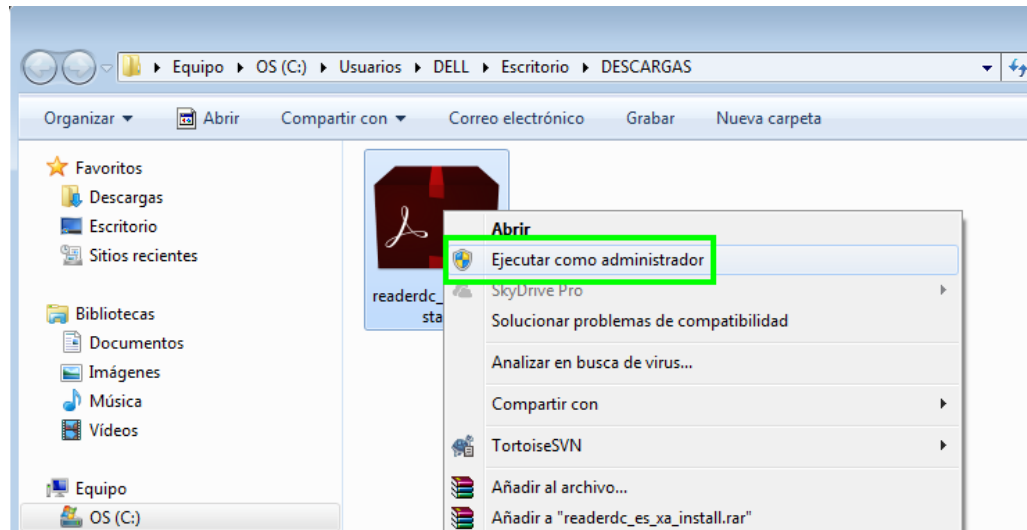 Equipo ▸ OS (C:) ▸ Usuarios ▸ DELL ▸ Escritorio ▸ DESCARGAS
Organizar Abrir Compartir con Correo electrónico Grabar Nueva carpeta
Favoritos
Descargas
Escritorio
Sitios recientes
Bibliotecas
Documentos
Imágenes
Música
Vídeos
Equipo
OS (C:)
readerdc_
sta
Abrir
Ejecutar como administrador
SkyDrive Pro
Solucionar problemas de compatibilidad
Analizar en busca de virus...
Compartir con
TortoiseSVN
Añadir al archivo...
Añadir a "readerdc_es_xa_install.rar"